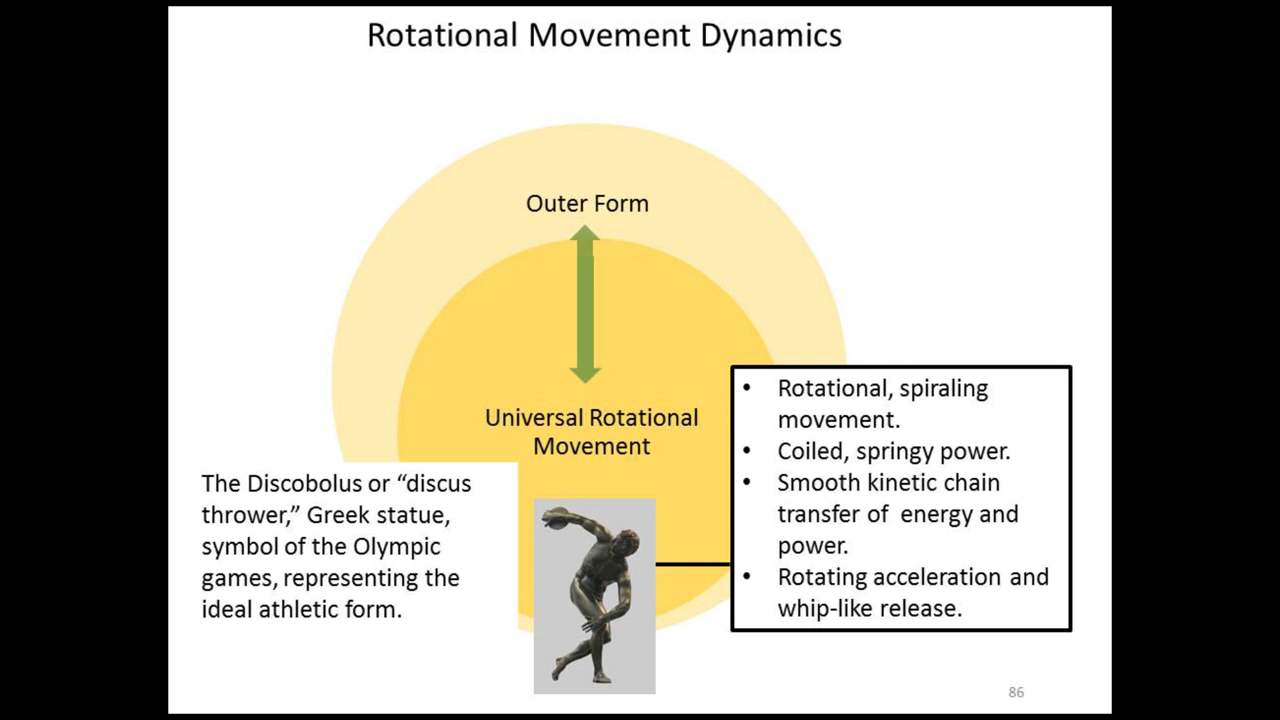 Rotational Movement Dynamics
Outer Form
Universal Rotational
Movement
The Discobolus or “discus
thrower,” Greek statue,
symbol of the Olympic
games, representing the
ideal athletic form.
• Rotational, spiraling
movement.
• Coiled, springy power.
• Smooth kinetic chain
transfer of energy and
power.
• Rotating acceleration and
whip-like release.
86